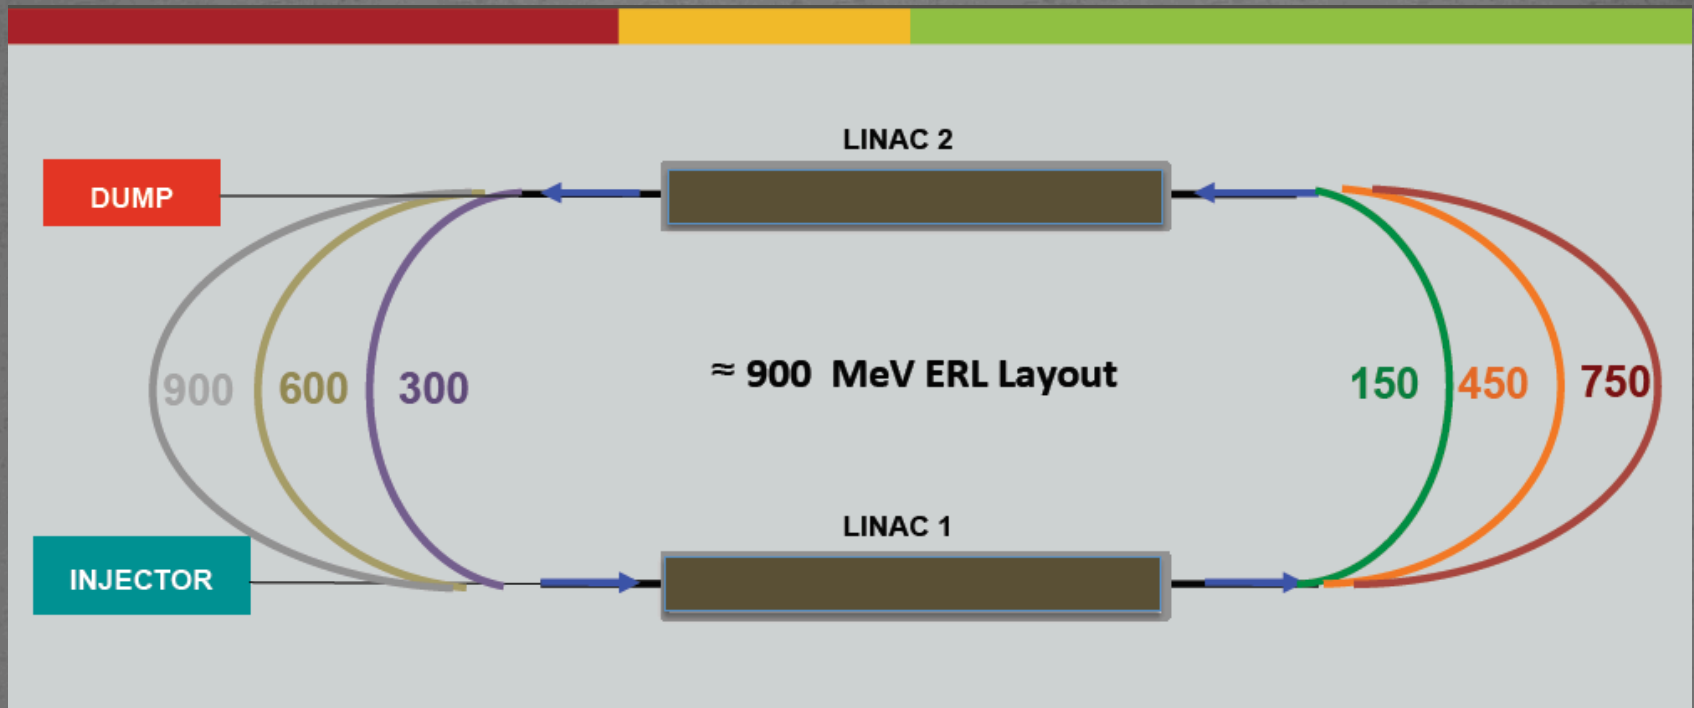 LINAC 2
DUMP
900 600 300
≈ 900 MeV ERL Layout
150 450 750
LINAC 1
INJECTOR